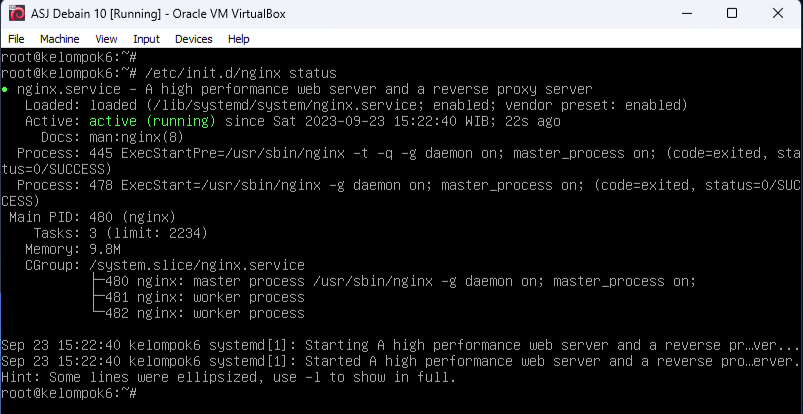 ASJ Debain 10 [Running] - Oracle VM VirtualBox
File Machine View Input Devices Help
root@kelompok6:~#
root@kelompok6:~# /etc/init.d/nginx status
● nginx.service - A high performance web server and a reverse proxy server
Loaded: loaded (/lib/systemd/system/nginx.service; enabled; vendor preset: enabled)
Active: active (running) since Sat 2023-09-23 15:22:40 WIB; 22s ago
Docs: man:nginx(8)
Process: 445 ExecStartPre=/usr/sbin/nginx -t -q -g daemon on; master_process on; (code=exited, sta
tus=0/SUCCESS)
Process: 478 ExecStart=/usr/sbin/nginx -g daemon on; master_process on; (code=exited, status=0/SUC
CESS)
Main PID: 480 (nginx)
Tasks: 3 (limit: 2234)
Memory: 9.8M
CGroup: /system.slice/nginx.service
├─480 nginx: master process /usr/sbin/nginx -g daemon on; master_process on;
├─481 nginx: worker process
└─482 nginx: worker process
Sep 23 15:22:40 kelompok6 systemd[1]: Starting A high performance web server and a reverse pr…ver...
Sep 23 15:22:40 kelompok6 systemd[1]: Started A high performance web server and a reverse pro…erver.
Hint: Some lines were ellipsized, use -l to show in full.
root@kelompok6:~#